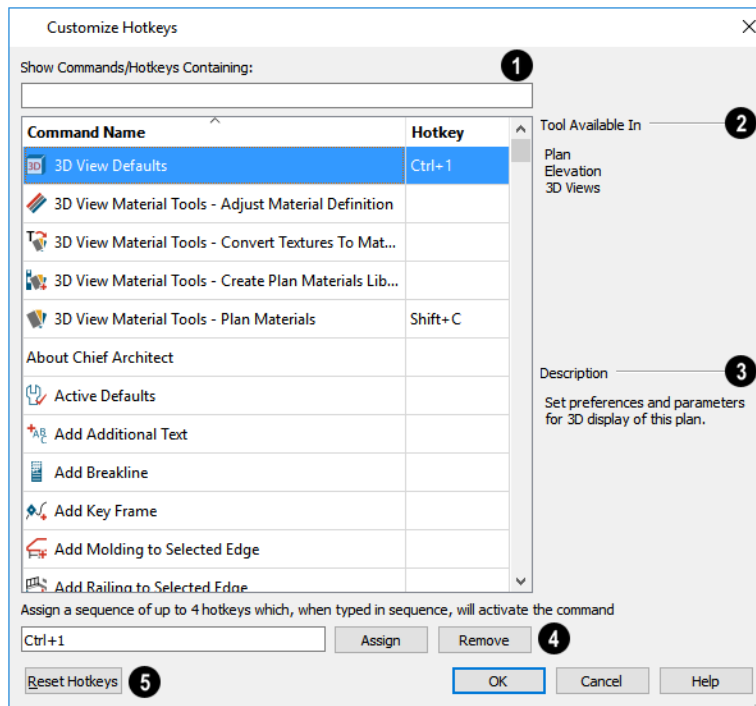 Customize Hotkeys
Show Commands/Hotkeys Containing:
1
Command Name Hotkey
3D View Defaults Ctrl+1
3D View Material Tools - Adjust Material Definition
3D View Material Tools - Convert Textures To Mat...
3D View Material Tools - Create Plan Materials Lib...
3D View Material Tools - Plan Materials Shift+C
About Chief Architect
Active Defaults
Add Additional Text
Add Breakline
Add Key Frame
Add Molding to Selected Edge
Add Railing to Selected Edge
Tool Available In 2
Plan
Elevation
3D Views
Description 3
Set preferences and parameters
for 3D display of this plan.
Assign a sequence of up to 4 hotkeys which, when typed in sequence, will activate the command
Ctrl+1 Assign Remove 4
Reset Hotkeys 5 OK Cancel Help